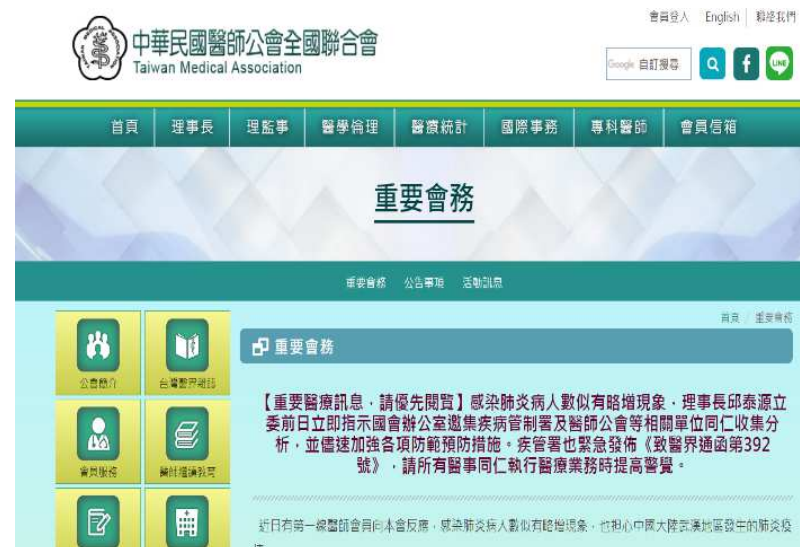 會員登入 English 聯絡我們
中華民國醫師公會全國聯合會
Taiwan Medical Association
Google 自訂搜尋
LINE
首頁 理事長 理監事 醫學倫理 醫療統計 國際事務 專科醫師 會員信箱
重要會務
重要會務 公告事項 活動訊息
首頁 / 重要會務
重要會務
公會簡介 台灣醫界雜誌
【重要醫療訊息，請優先閱覽】感染肺炎病人數似有略增現象，理事長邱泰源立
委前日立即指示國會辦公室邀集疾病管制署及醫師公會等相關單位同仁收集分
析，並儘速加強各項防範預防措施。疾管署也緊急發佈《致醫界通函第392
號》，請所有醫事同仁執行醫療業務時提高警覺。
會員服務 醫師繼續教育
近日有第一線醫師會員向本會反應，感染肺炎病人數似有略增現象，也担心中國大陸武漢地區發生的肺炎疫